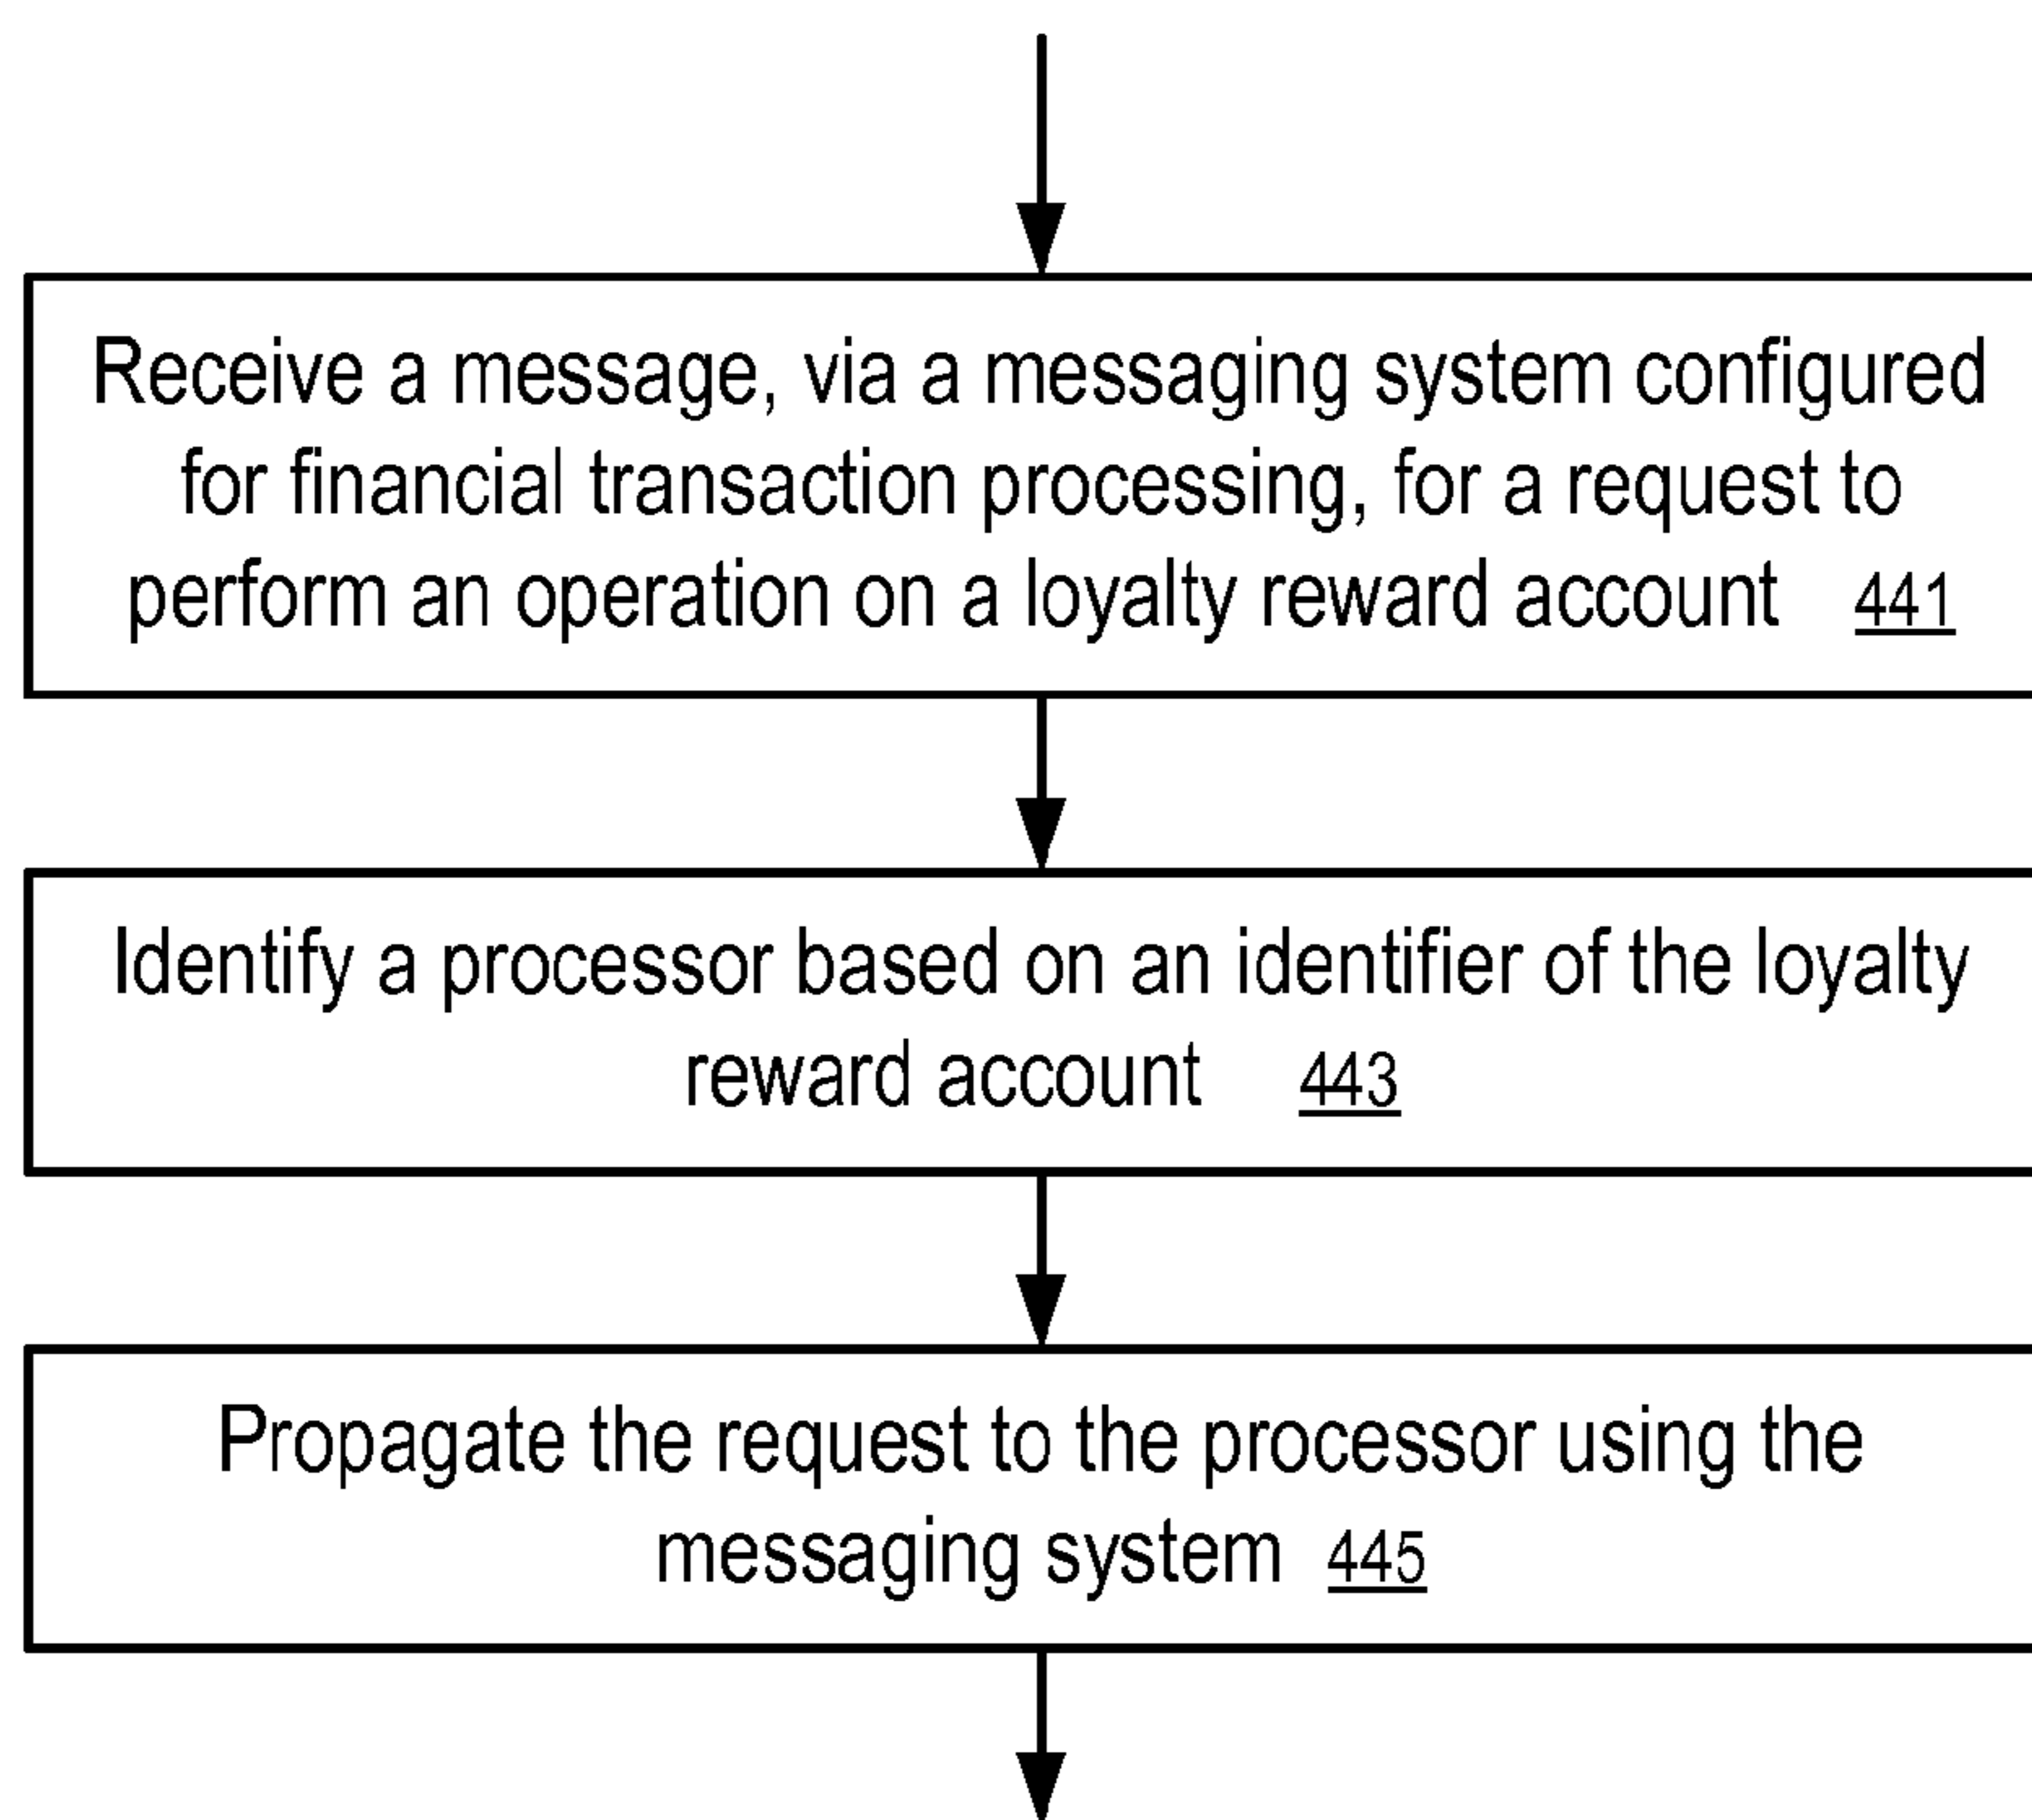 Receive a message, via a messaging system configured
for financial transaction processing, for a request to
perform an operation on a loyalty reward account 441
Identify a processor based on an identifier of the loyalty
reward account 443
Propagate the request to the processor using the
messaging system 445